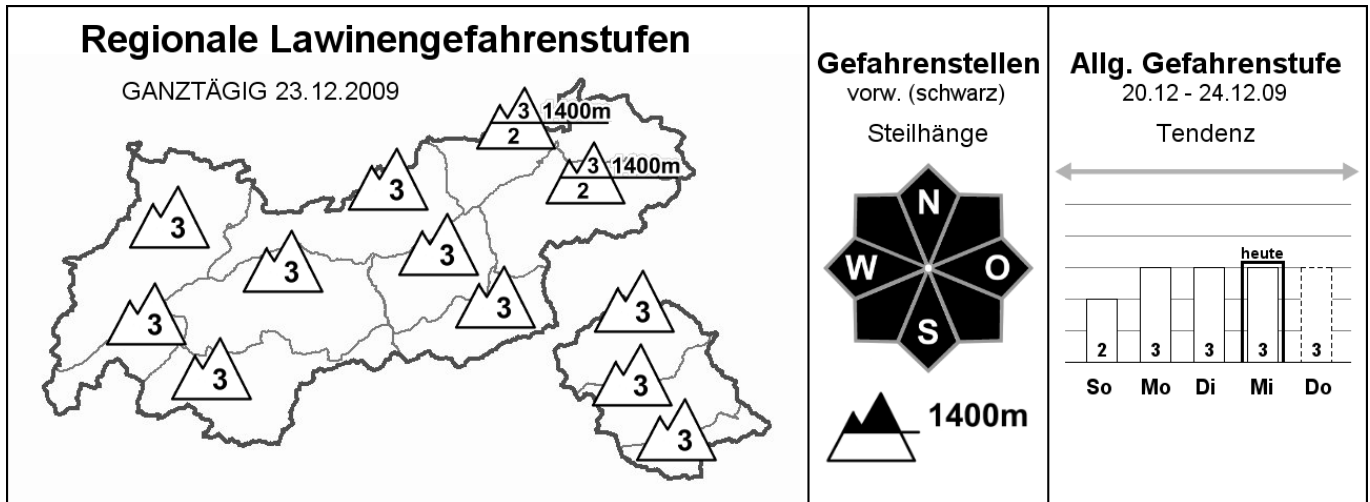 Regionale Lawinengefahrenstufen
GANZTÄGIG 23.12.2009
3 1400m
2
3 1400m
2
3
3
3
3
3
3
3
3
3
3
Gefahrenstellen
vorw. (schwarz)
Steilhänge
N
W O
S
1400m
Allg. Gefahrenstufe
20.12 - 24.12.09
Tendenz
heute
2 3 3 3 3
So Mo Di Mi Do